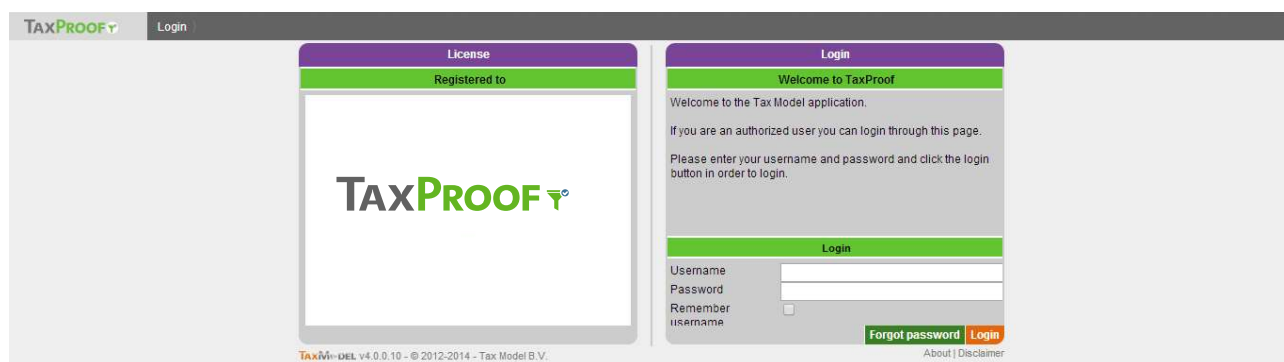 TAXPROOF
Login
License
Registered to
TAXPROOF
TAXMODEL v4.0.0.10 - © 2012-2014 - Tax Model B.V.
Login
Welcome to TaxProof
Welcome to the Tax Model application.
If you are an authorized user you can login through this page.
Please enter your username and password and click the login
button in order to login.
Login
Username
Password
Remember
username
Forgot password
Login
About | Disclaimer